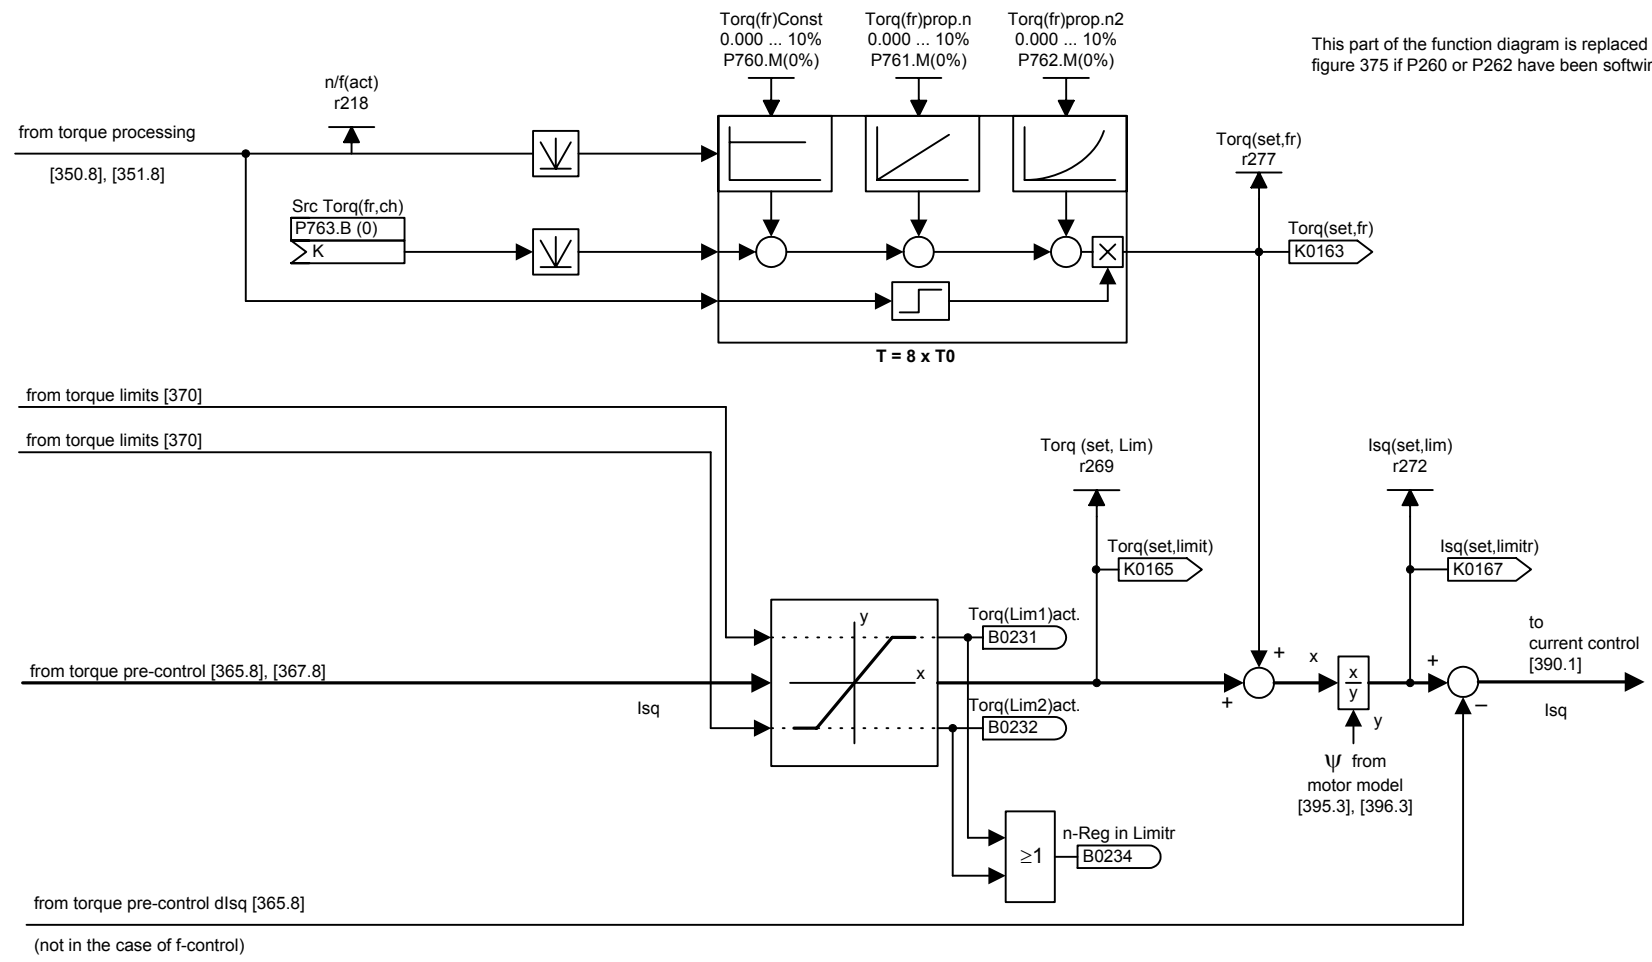 Torq(fr)Const
0.000 ... 10%
P760.M(0%)
Torq(fr)prop.n
0.000 ... 10%
P761.M(0%)
Torq(fr)prop.n2
0.000 ... 10%
P762.M(0%)
This part of the function diagram is replaced
figure 375 if P260 or P262 have been softwir
n/f(act)
r218
from torque processing
[350.8], [351.8]
Src Torq(fr,ch)
P763.B (0)
K
T = 8 x T0
Torq(set,fr)
r277
Torq(set,fr)
K0163
from torque limits [370]
from torque limits [370]
Torq (set, Lim)
r269
Torq(set,limit)
K0165
Isq(set,lim)
r272
Isq(set,limitr)
K0167
from torque pre-control [365.8], [367.8]
Isq
y
x
Torq(Lim1)act.
B0231
Torq(Lim2)act.
B0232
+
+
x
x
y
y
ψ from
motor model
[395.3], [396.3]
+
–
to
current control
[390.1]
Isq
≥1
n-Reg in Limitr
B0234
from torque pre-control dIsq [365.8]
(not in the case of f-control)